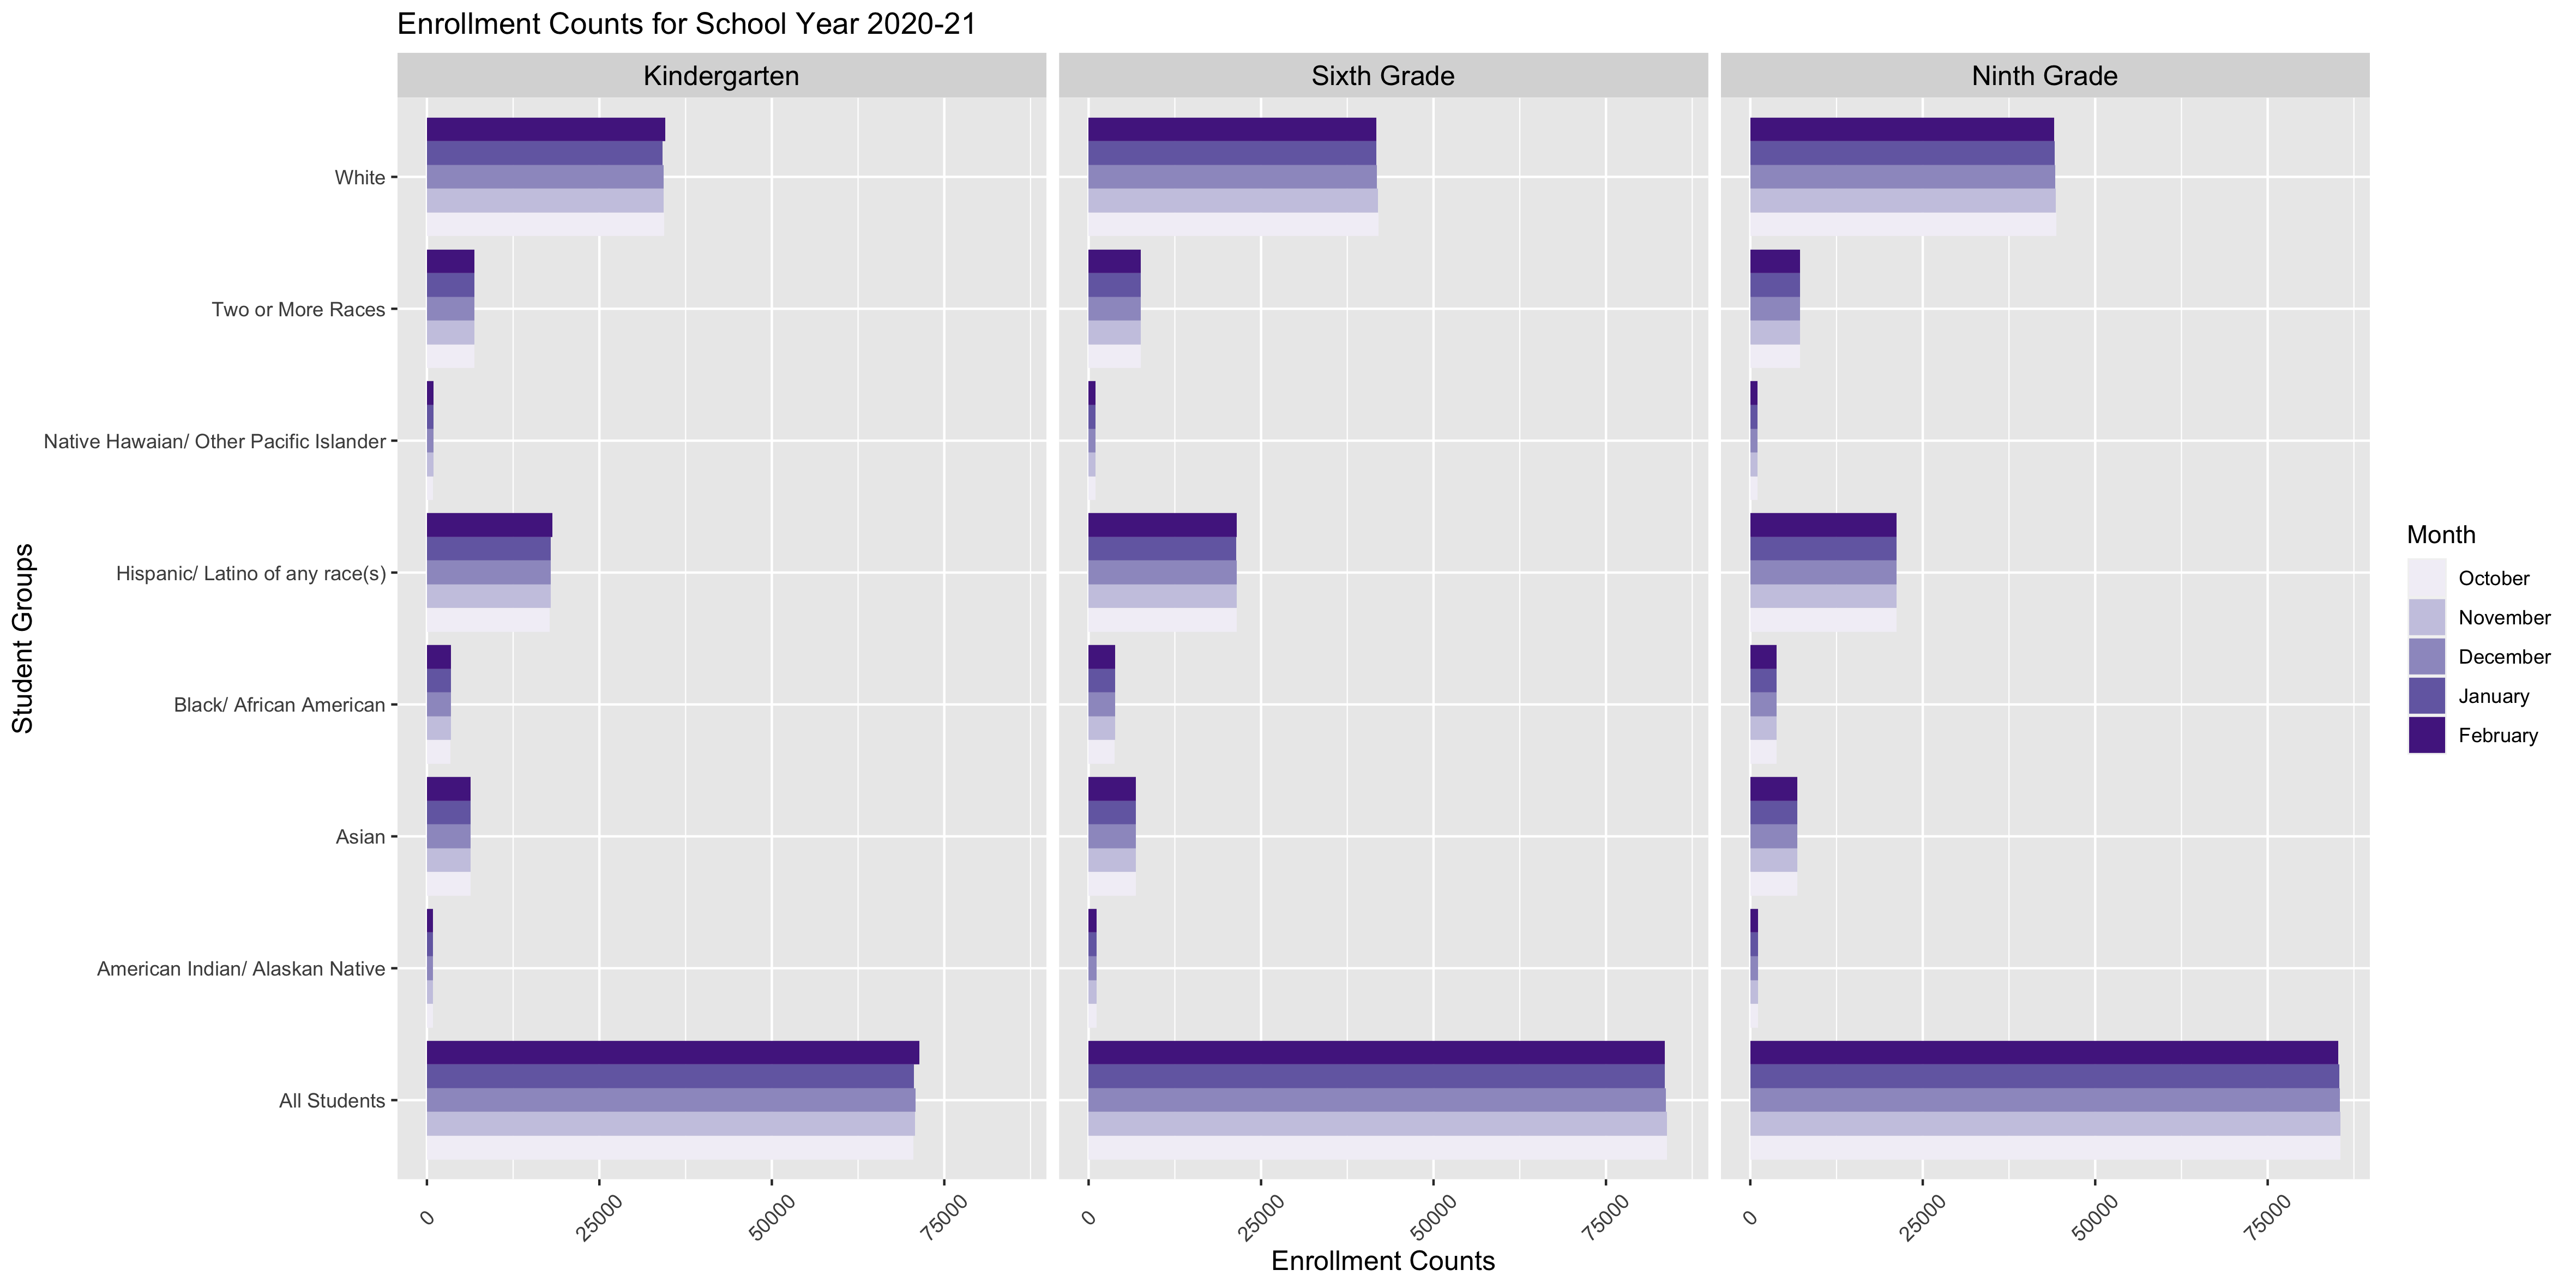 Enrollment Counts for School Year 2020-21
Kindergarten
Sixth Grade
Ninth Grade
Student Groups
White
Two or More Races
Native Hawaian/ Other Pacific Islander
Hispanic/ Latino of any race(s)
Black/ African American
Asian
American Indian/ Alaskan Native
All Students
0 25000 50000 75000
0 25000 50000 75000
0 25000 50000 75000
Enrollment Counts
Month
October
November
December
January
February